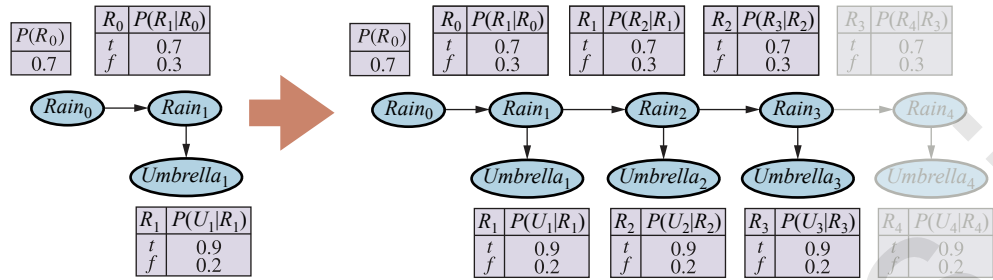 R₀ P(R₁|R₀)
t 0.7
f 0.3
P(R₀)
0.7
Rain₀ Rain₁
Umbrella₁
R₁ P(U₁|R₁)
t 0.9
f 0.2
P(R₀)
0.7
R₀ P(R₁|R₀) R₁ P(R₂|R₁) R₂ P(R₃|R₂) R₃ P(R₄|R₃)
t 0.7 t 0.7 t 0.7 t 0.7
f 0.3 f 0.3 f 0.3 f 0.3
Rain₀ Rain₁ Rain₂ Rain₃ Rain₄
Umbrella₁ Umbrella₂ Umbrella₃ Umbrella₄
R₁ P(U₁|R₁) R₂ P(U₂|R₂) R₃ P(U₃|R₃) R₄ P(U₄|R₄)
t 0.9 t 0.9 t 0.9 t 0.9
f 0.2 f 0.2 f 0.2 f 0.2